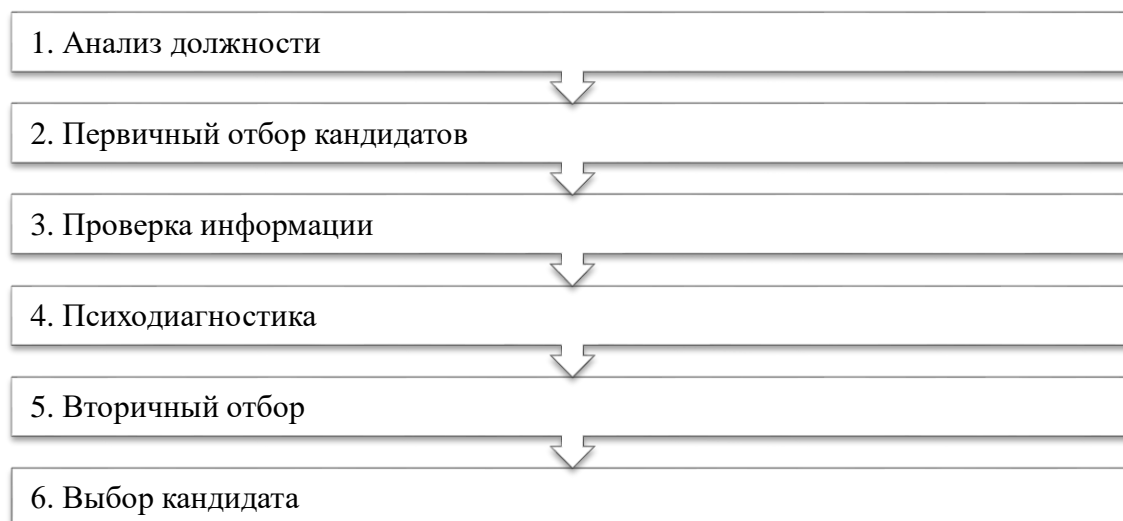 1. Анализ должности
2. Первичный отбор кандидатов
3. Проверка информации
4. Психодиагностика
5. Вторичный отбор
6. Выбор кандидата